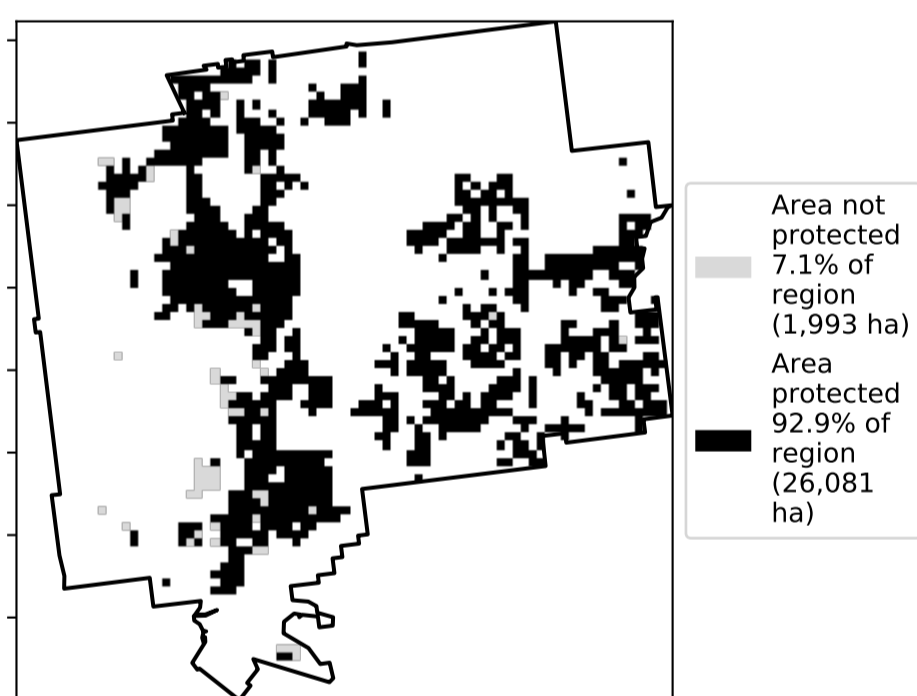 Area not
protected
7.1% of
region
(1,993 ha)
Area
protected
92.9% of
region
(26,081
ha)